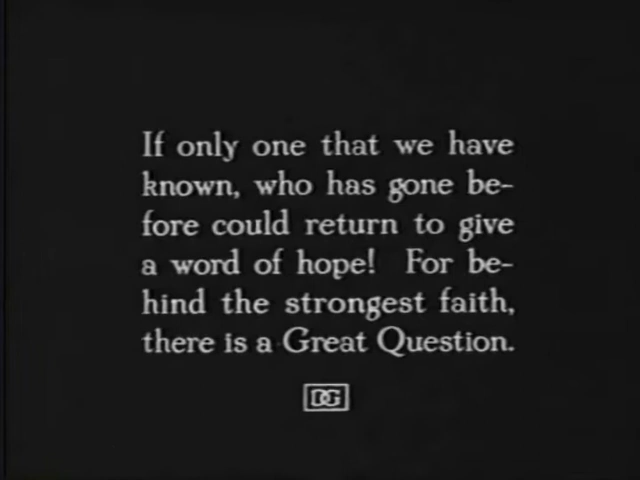 If only one that we have
known, who has gone be-
fore could return to give
a word of hope! For be-
hind the strongest faith,
there is a Great Question.
DG